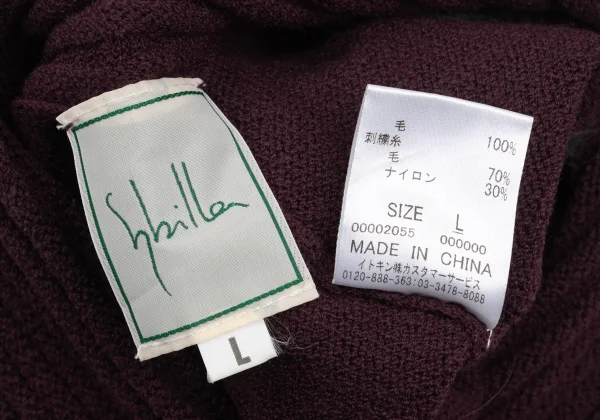 Sybilla
L
毛 100%
刺繍糸
毛 70%
ナイロン 30%
SIZE L
00002055 000000
MADE IN CHINA
イトキン㈱カスタマーサービス
0120-888-363:03-3478-8088